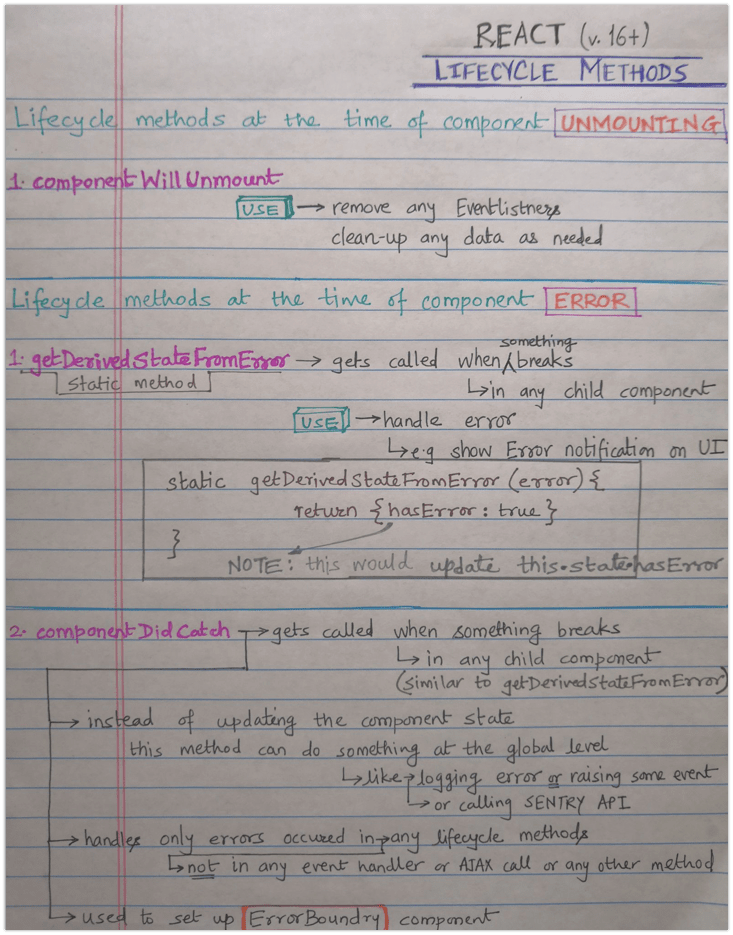 REACT (v. 16+)
LIFECYCLE METHODS
Lifecycle methods at the time of component UNMOUNTING
1. componentWillUnmount
USE → remove any Eventlistners
clean-up any data as needed
Lifecycle methods at the time of component ERROR
1. getDerivedStateFromError → gets called when something breaks
static method
↳ in any child component
USE → handle error
↳ e.g show Error notification on UI
static getDerivedStateFromError (error) {
return {hasError : true }
}
NOTE: this would update this.state.hasError
2. componentDidCatch → gets called when something breaks
↳ in any child component
(similar to getDerivedStateFromError)
→ instead of updating the component state
this method can do something at the global level
↳ like → logging error or raising some event
↳ or calling SENTRY API
→ handles only errors occured in → any lifecycle methods
↳ not in any event handler or AJAX call or any other method
→ used to set up ErrorBoundry component